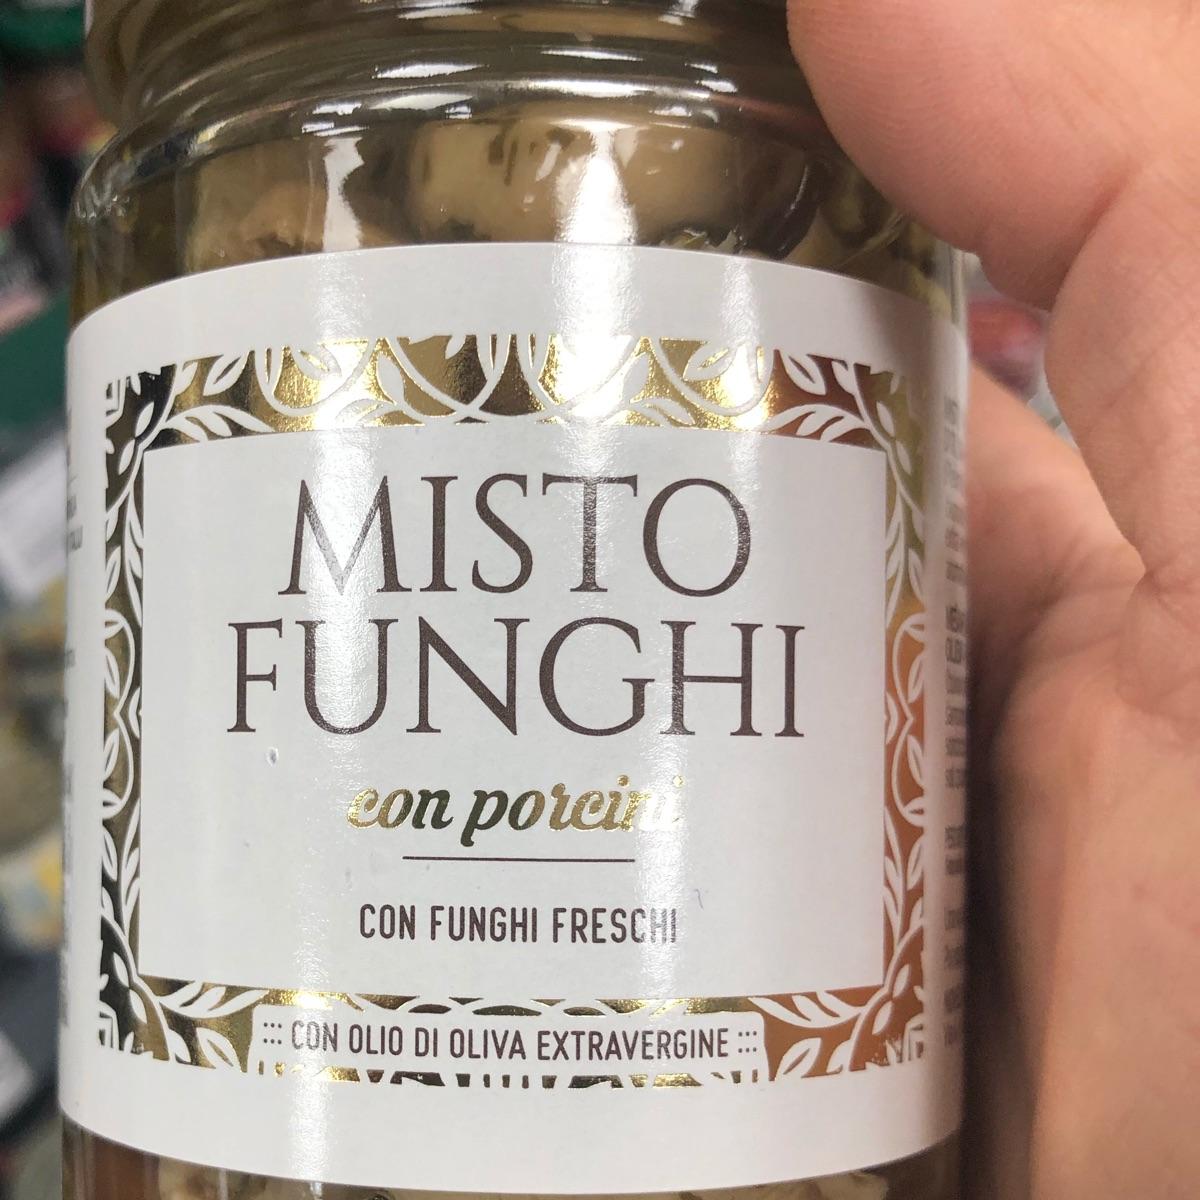 MISTO
FUNGHI
con porcini
CON FUNGHI FRESCHI
CON OLIO DI OLIVA EXTRAVERGINE